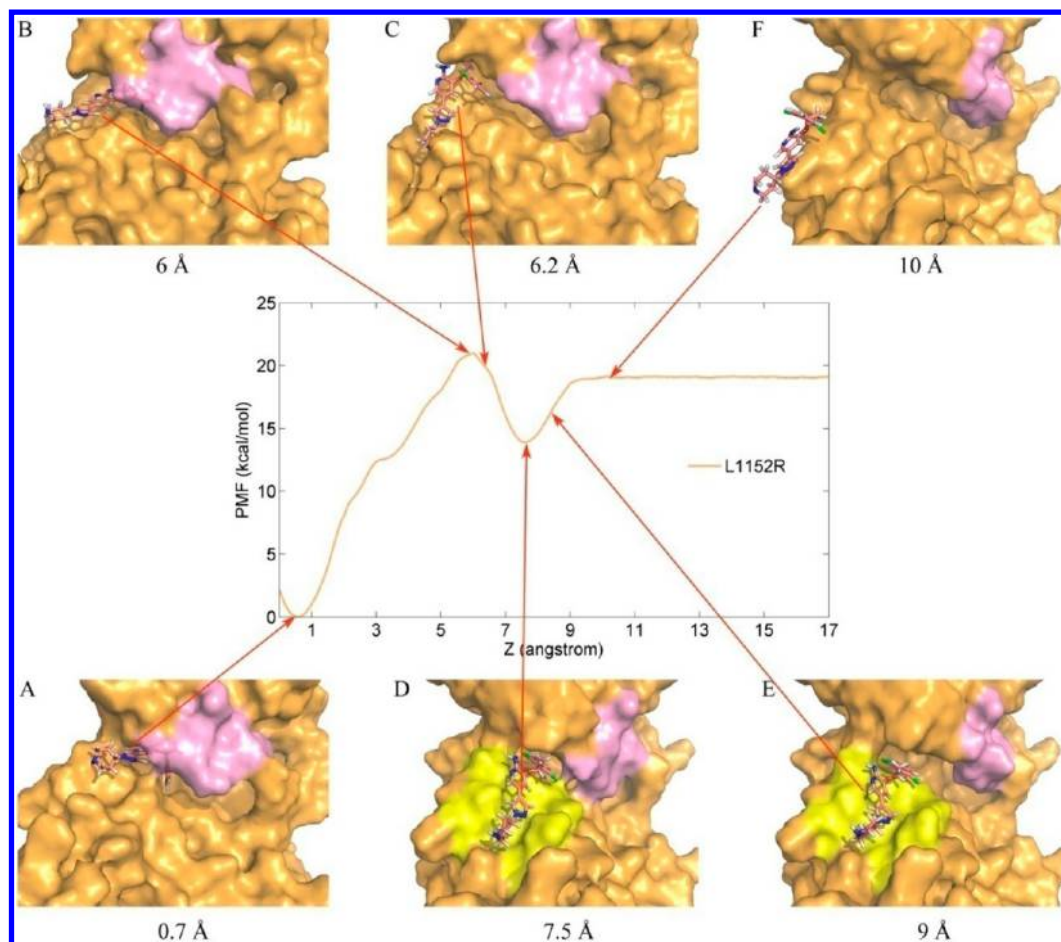 B
C
F
6 Å
6.2 Å
10 Å
25
20
15
10
5
0
PMF (kcal/mol)
L1152R
1 3 5 7 9 11 13 15 17
Z (angstrom)
A
D
E
0.7 Å
7.5 Å
9 Å